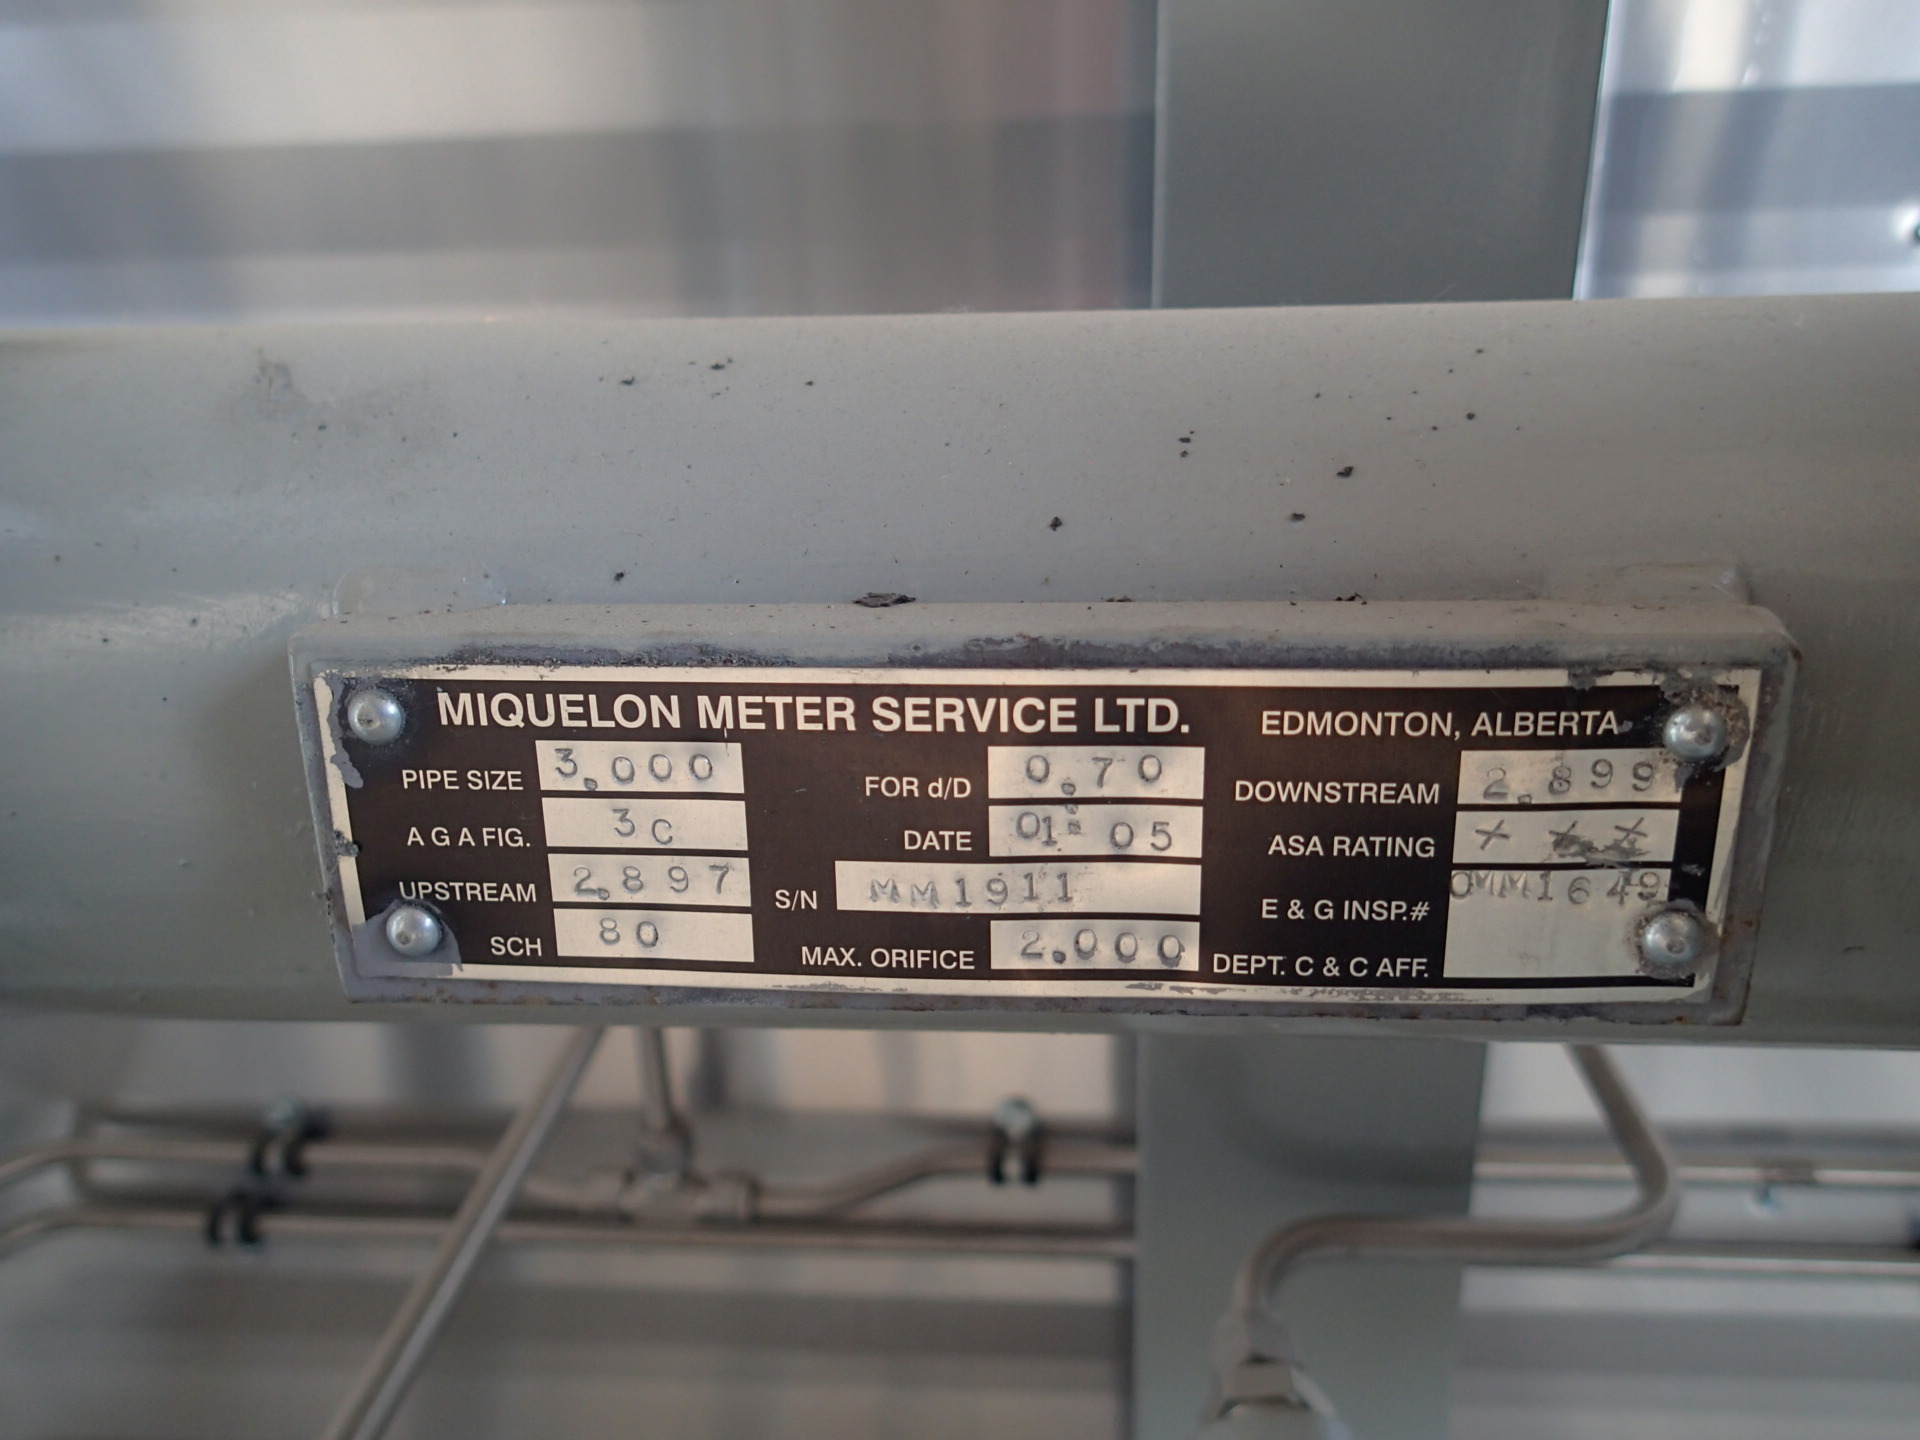 MIQUELON METER SERVICE LTD. EDMONTON, ALBERTA
PIPE SIZE 3.000 FOR d/D 0.70 DOWNSTREAM 2.899
A G A FIG. 3C DATE 01 05 ASA RATING X X X
UPSTREAM 2.897 S/N MM1911 E & G INSP.# OMM1649
SCH 80 MAX. ORIFICE 2.000 DEPT. C & C AFF.